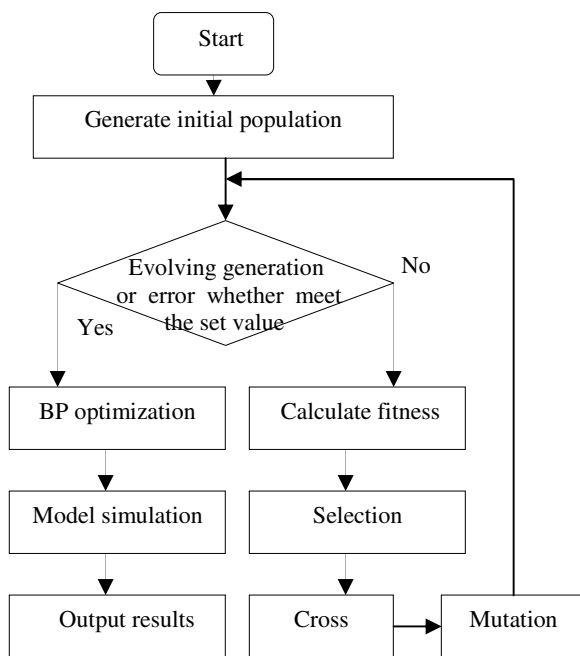 Start
Generate initial population
Evolving generation
or error whether meet
the set value
No
Yes
BP optimization
Calculate fitness
Model simulation
Selection
Output results
Cross
Mutation